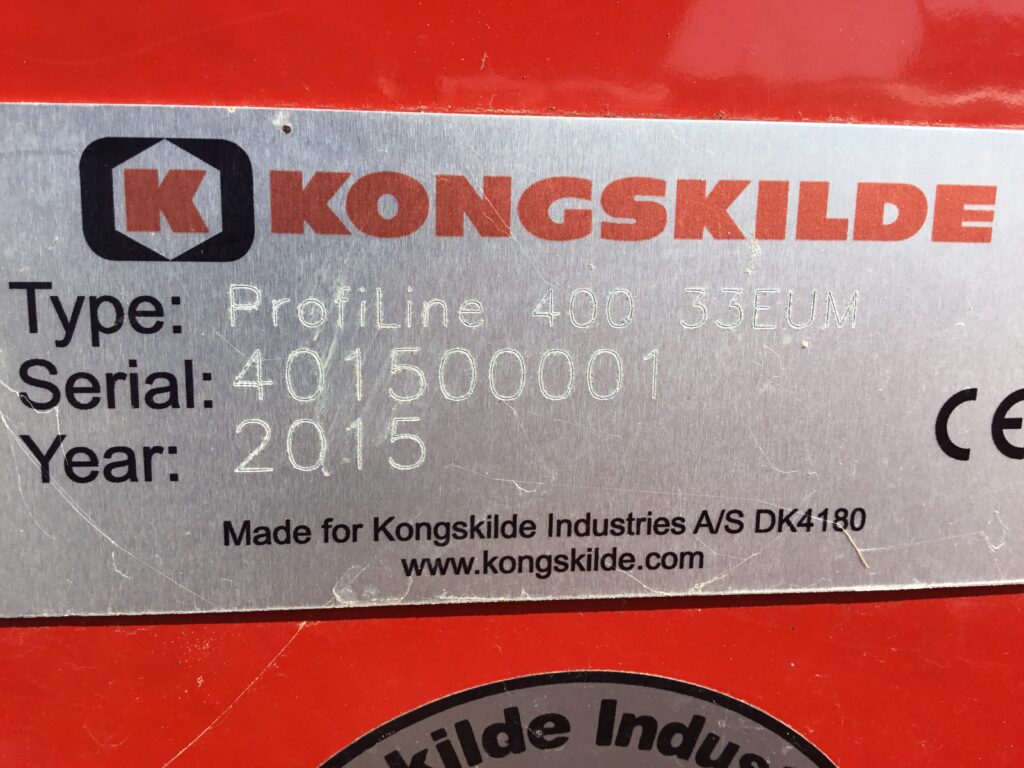 K KONGSKILDE
Type: ProfiLine 400 33EUM
Serial: 401500001
Year: 2015
CE
Made for Kongskilde Industries A/S DK4180
www.kongskilde.com
skilde Indus